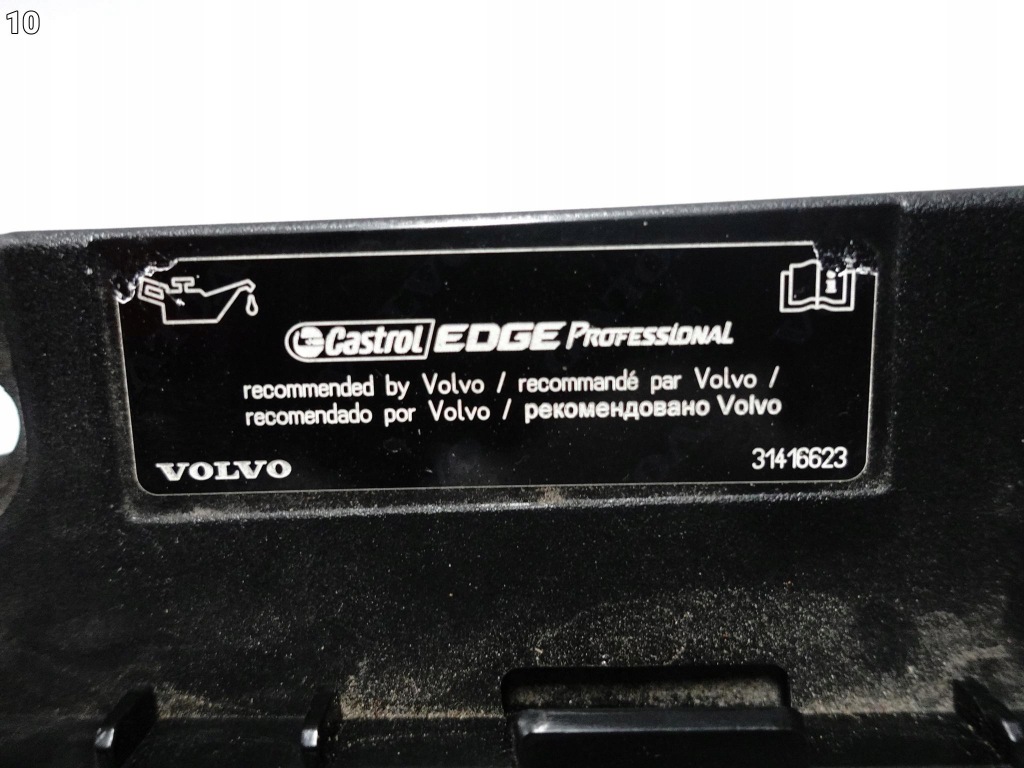 10
i
Castrol EDGE PROFESSIONAL
recommended by Volvo / recommandé par Volvo /
recomendado por Volvo / рекомендовано Volvo
VOLVO 31416623